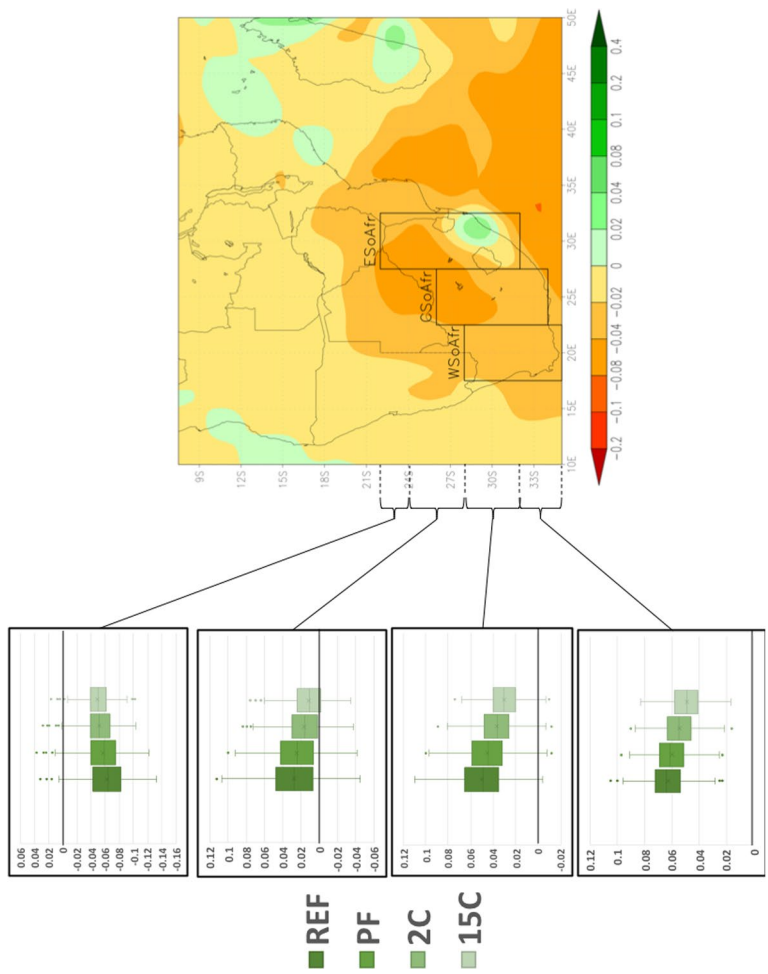 0.06
0.04
0.02
0
-0.02
-0.04
-0.06
-0.08
-0.10
-0.12
-0.14
-0.16
0.12
0.1
0.08
0.06
0.04
0.02
0
-0.02
-0.04
-0.06
0.12
0.1
0.08
0.06
0.04
0.02
0
-0.02
0.12
0.1
0.08
0.06
0.04
0.02
0
REF
PF
2C
15C
9S
12S
15S
18S
21S
24S
27S
30S
33S
10E
15E
20E
25E
30E
35E
40E
45E
50E
WSoAfr
CSoAfr
ESoAfr
-0.2
-0.1
-0.08
-0.04
-0.02
0
0.02
0.04
0.08
0.1
0.2
0.4